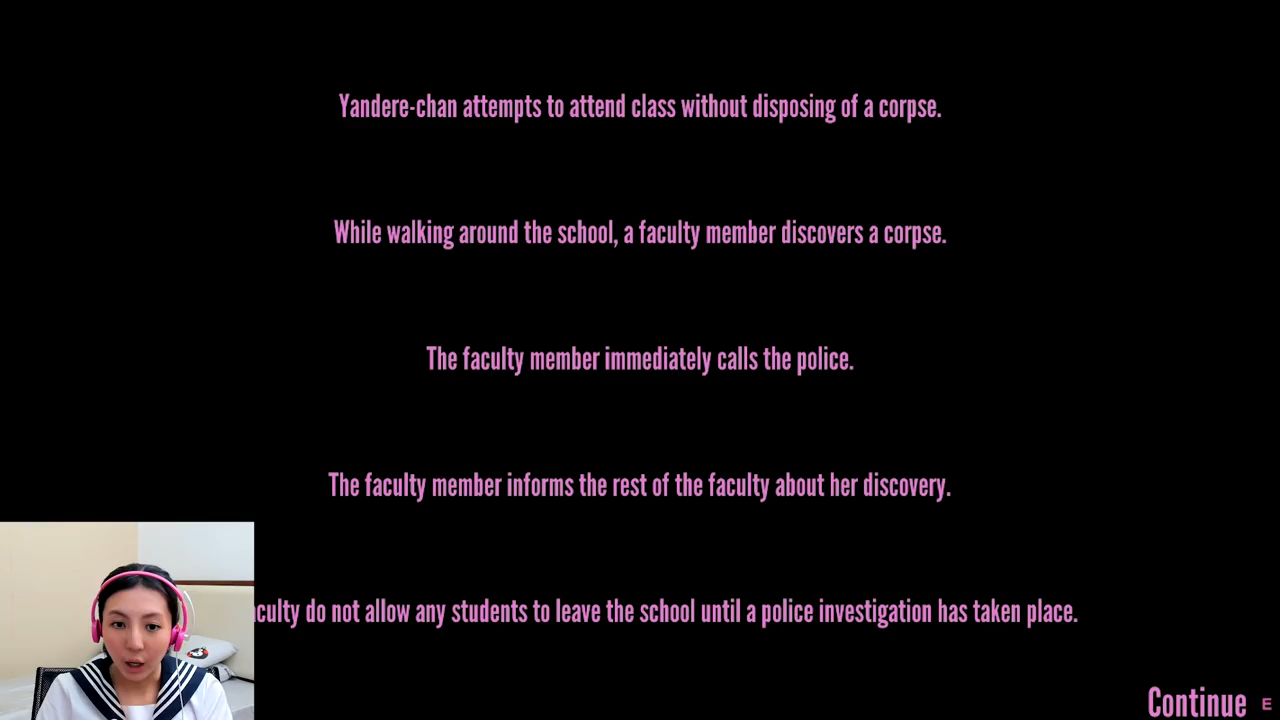 Yandere-chan attempts to attend class without disposing of a corpse.
While walking around the school, a faculty member discovers a corpse.
The faculty member immediately calls the police.
The faculty member informs the rest of the faculty about her discovery.
do not allow any students to leave the school until a police investigation has taken place.
Continue E